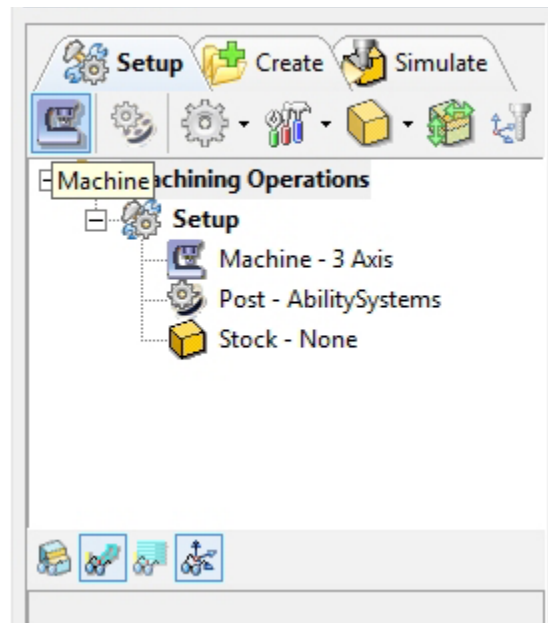 Setup Create Simulate
Machine
achining Operations
Setup
Machine - 3 Axis
Post - AbilitySystems
Stock - None